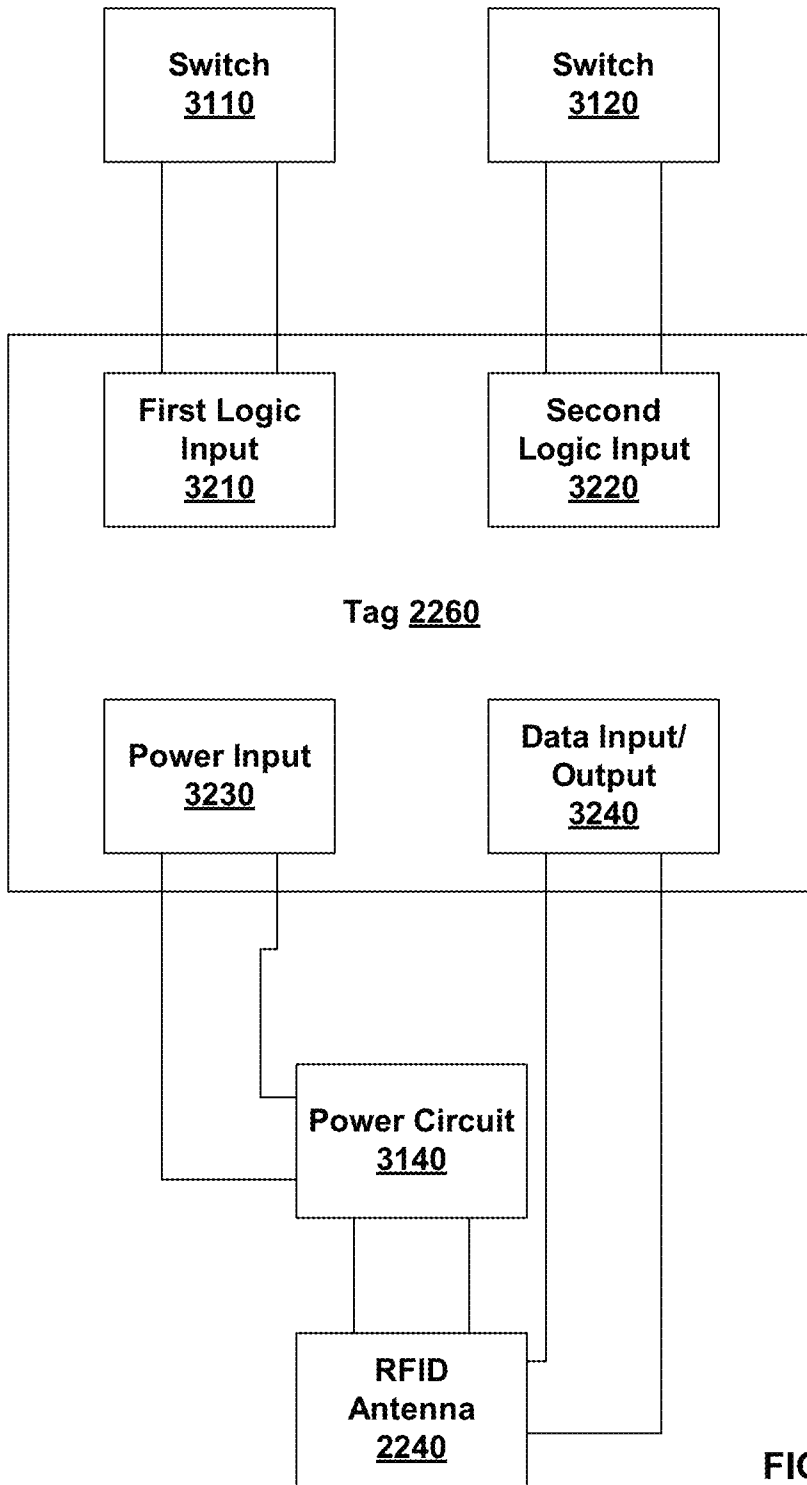 Switch
3110
Switch
3120
First Logic
Input
3210
Second
Logic Input
3220
Tag 2260
Power Input
3230
Data Input/
Output
3240
Power Circuit
3140
RFID
Antenna
2240